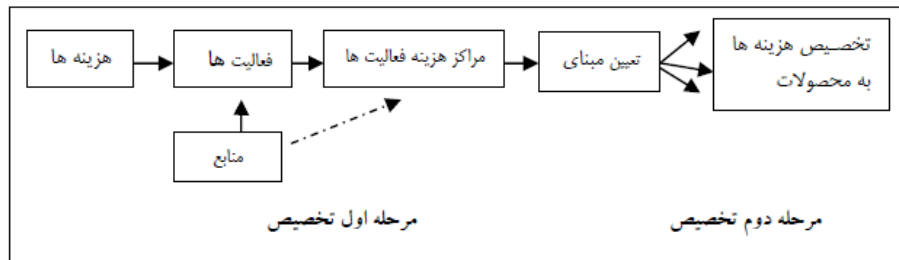 هزینه ها
فعالیت ها
مراکز هزینه فعالیت ها
تعیین مبنای
تخصـیص هزینه ها
به محصولات
منابع
مرحله اول تخصیص
مرحله دوم تخصیص